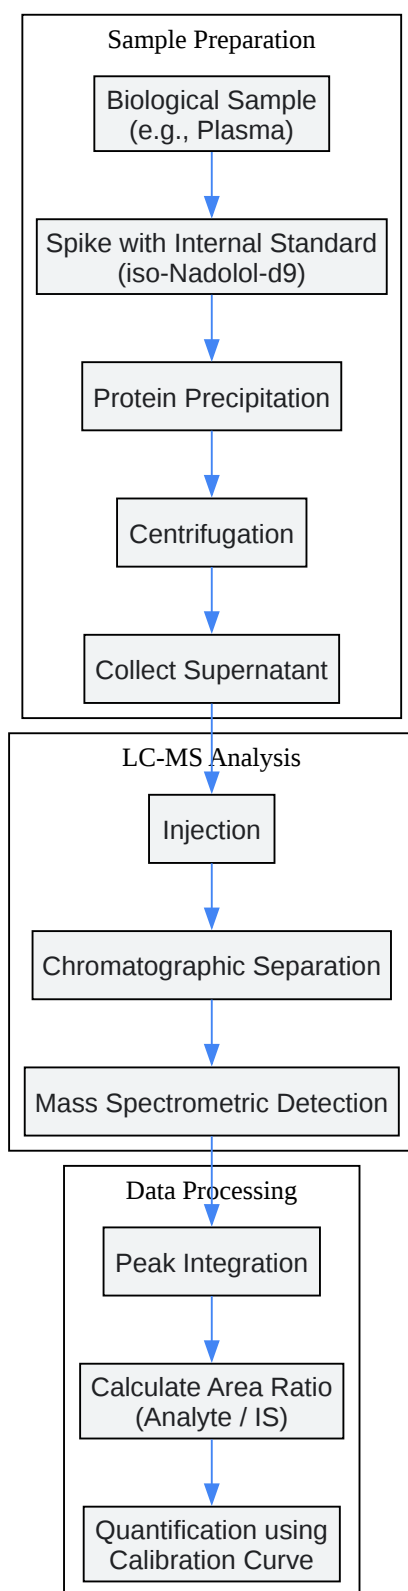 Sample Preparation
Biological Sample
(e.g., Plasma)
Spike with Internal Standard
(iso-Nadolol-d9)
Protein Precipitation
Centrifugation
Collect Supernatant
LC-MS Analysis
Injection
Chromatographic Separation
Mass Spectrometric Detection
Data Processing
Peak Integration
Calculate Area Ratio
(Analyte / IS)
Quantification using
Calibration Curve